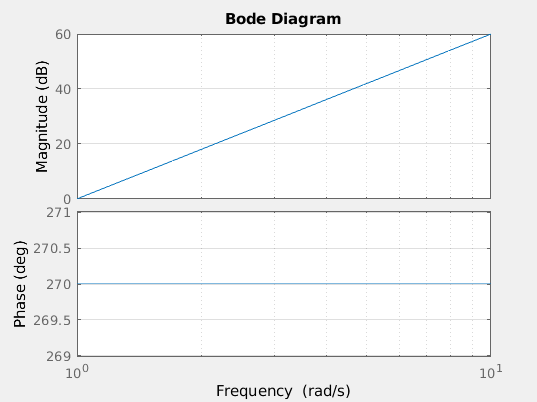 Bode Diagram
Magnitude (dB)
60
40
20
0
Phase (deg)
271
270.5
270
269.5
269
10^0
10^1
Frequency (rad/s)